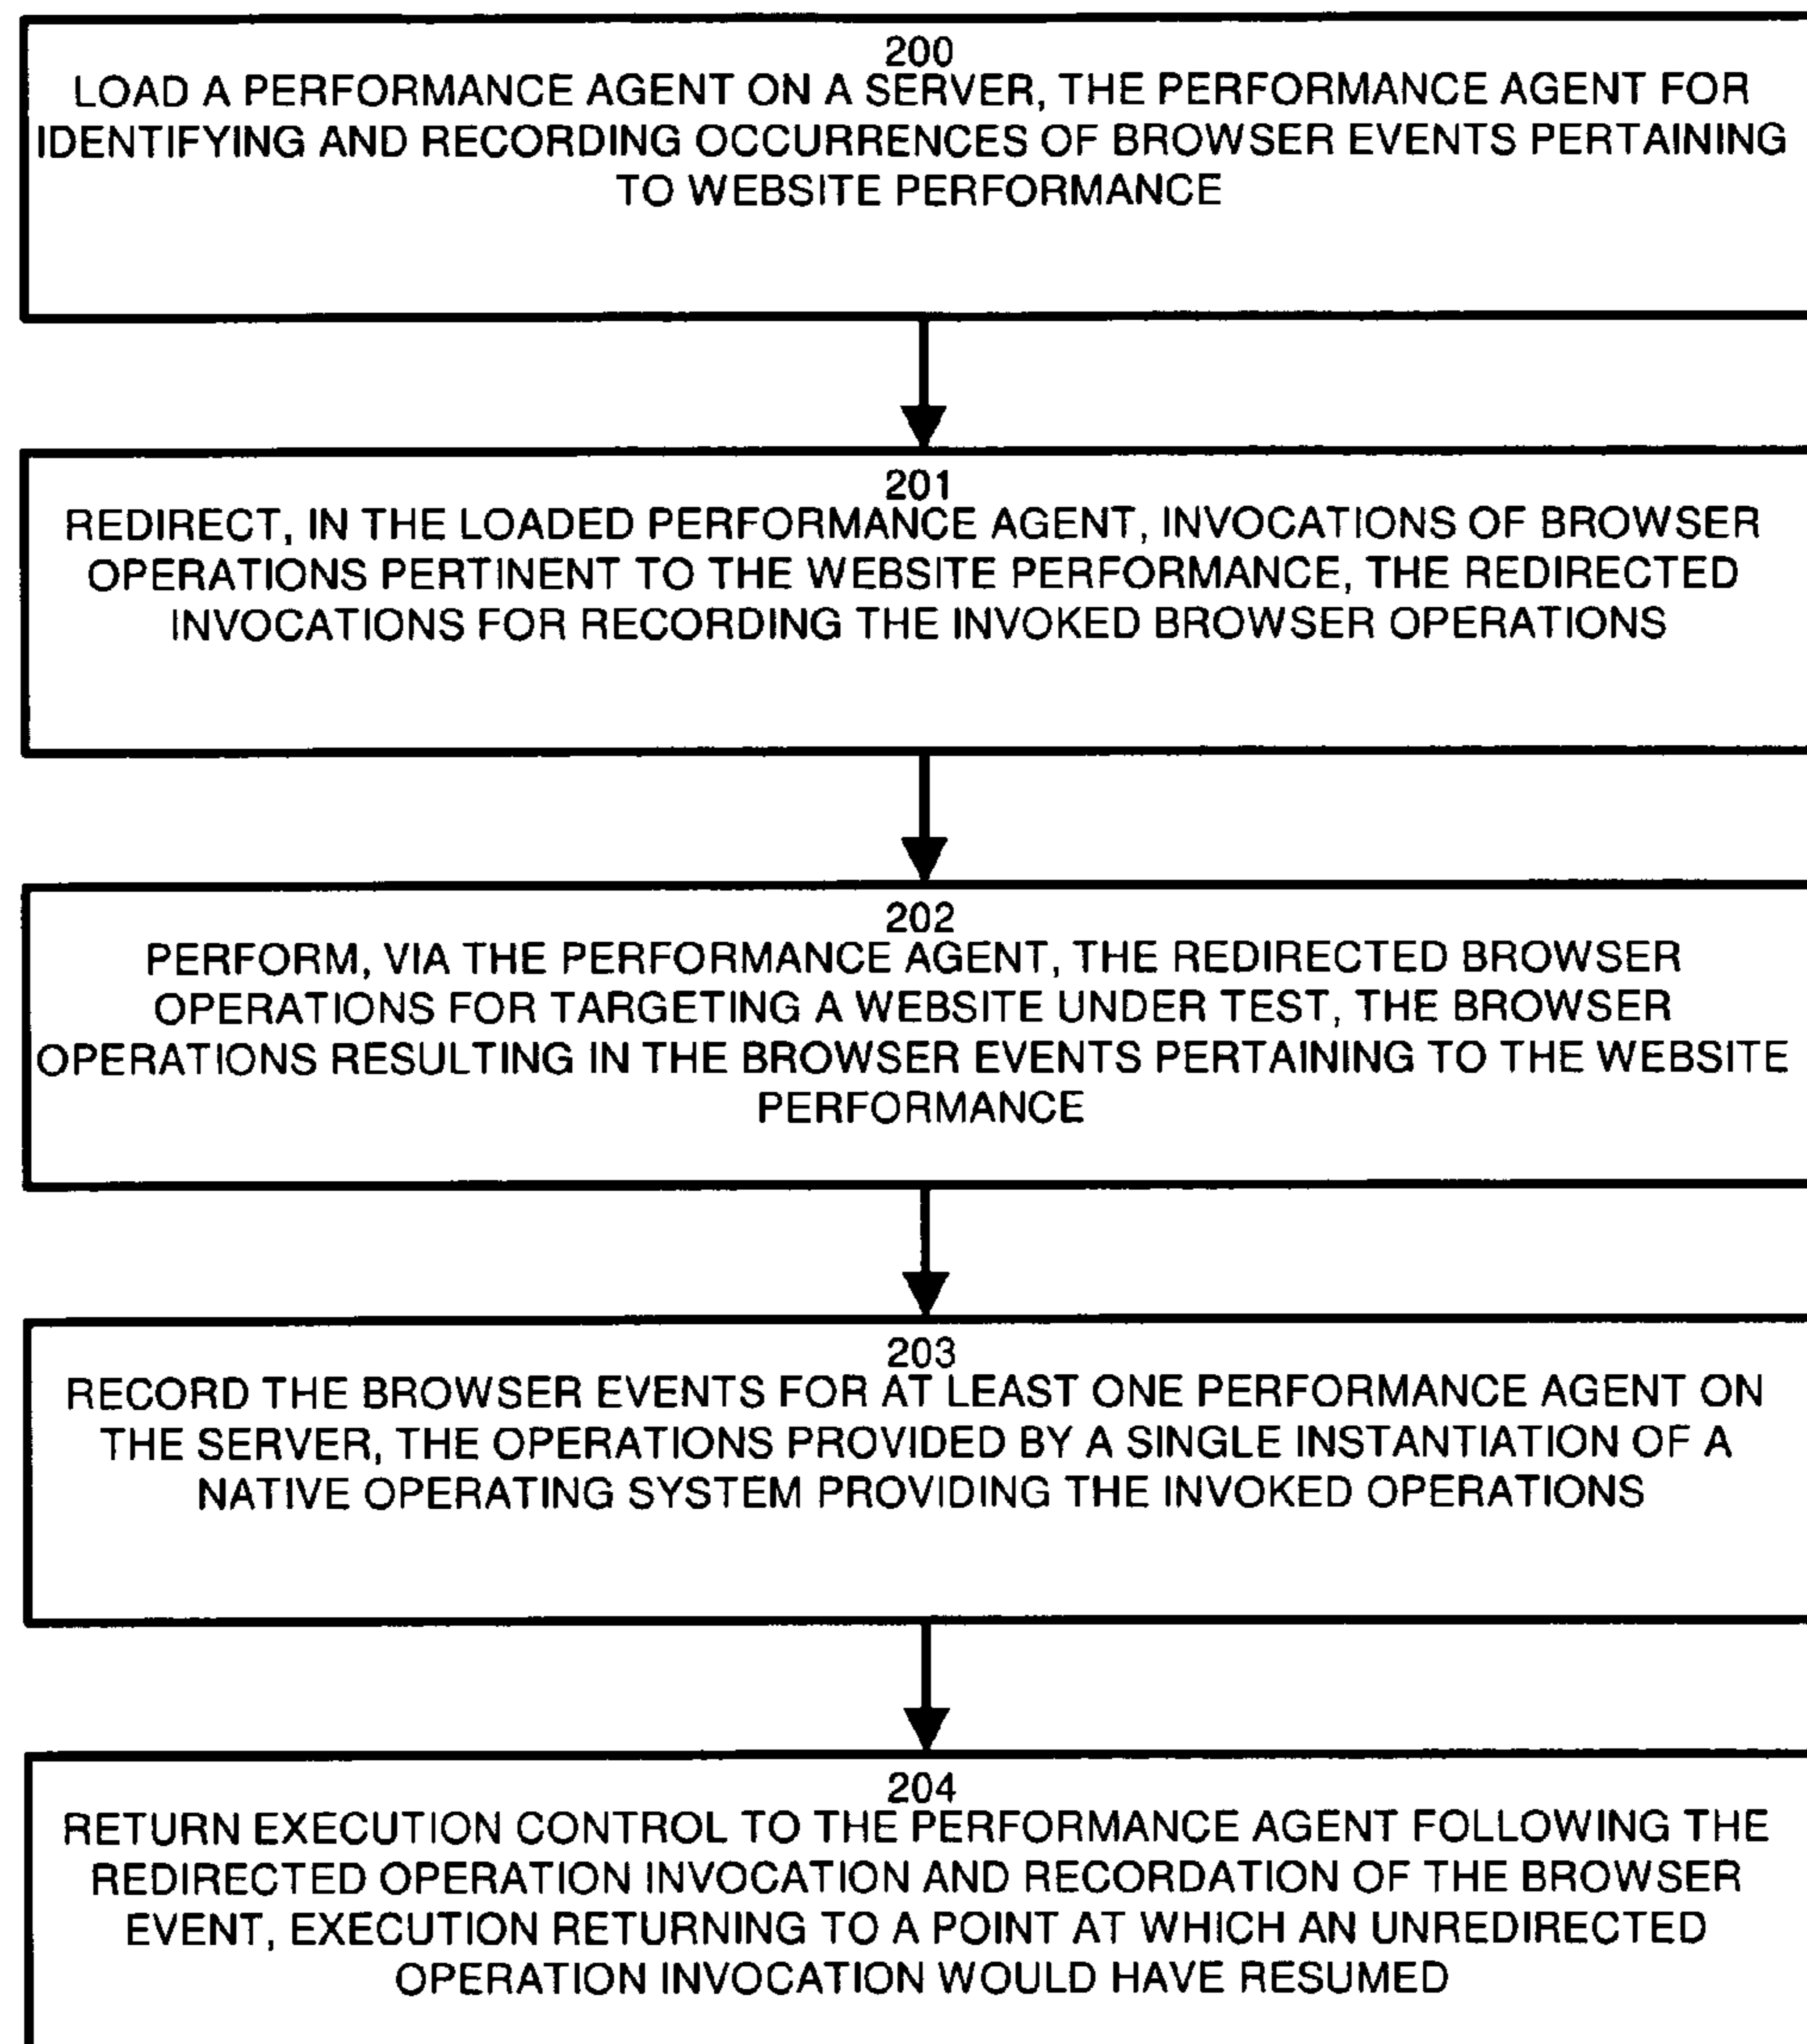 200
LOAD A PERFORMANCE AGENT ON A SERVER, THE PERFORMANCE AGENT FOR
IDENTIFYING AND RECORDING OCCURRENCES OF BROWSER EVENTS PERTAINING
TO WEBSITE PERFORMANCE
201
REDIRECT, IN THE LOADED PERFORMANCE AGENT, INVOCATIONS OF BROWSER
OPERATIONS PERTINENT TO THE WEBSITE PERFORMANCE, THE REDIRECTED
INVOCATIONS FOR RECORDING THE INVOKED BROWSER OPERATIONS
202
PERFORM, VIA THE PERFORMANCE AGENT, THE REDIRECTED BROWSER
OPERATIONS FOR TARGETING A WEBSITE UNDER TEST, THE BROWSER
OPERATIONS RESULTING IN THE BROWSER EVENTS PERTAINING TO THE WEBSITE
PERFORMANCE
203
RECORD THE BROWSER EVENTS FOR AT LEAST ONE PERFORMANCE AGENT ON
THE SERVER, THE OPERATIONS PROVIDED BY A SINGLE INSTANTIATION OF A
NATIVE OPERATING SYSTEM PROVIDING THE INVOKED OPERATIONS
204
RETURN EXECUTION CONTROL TO THE PERFORMANCE AGENT FOLLOWING THE
REDIRECTED OPERATION INVOCATION AND RECORDATION OF THE BROWSER
EVENT, EXECUTION RETURNING TO A POINT AT WHICH AN UNREDIRECTED
OPERATION INVOCATION WOULD HAVE RESUMED